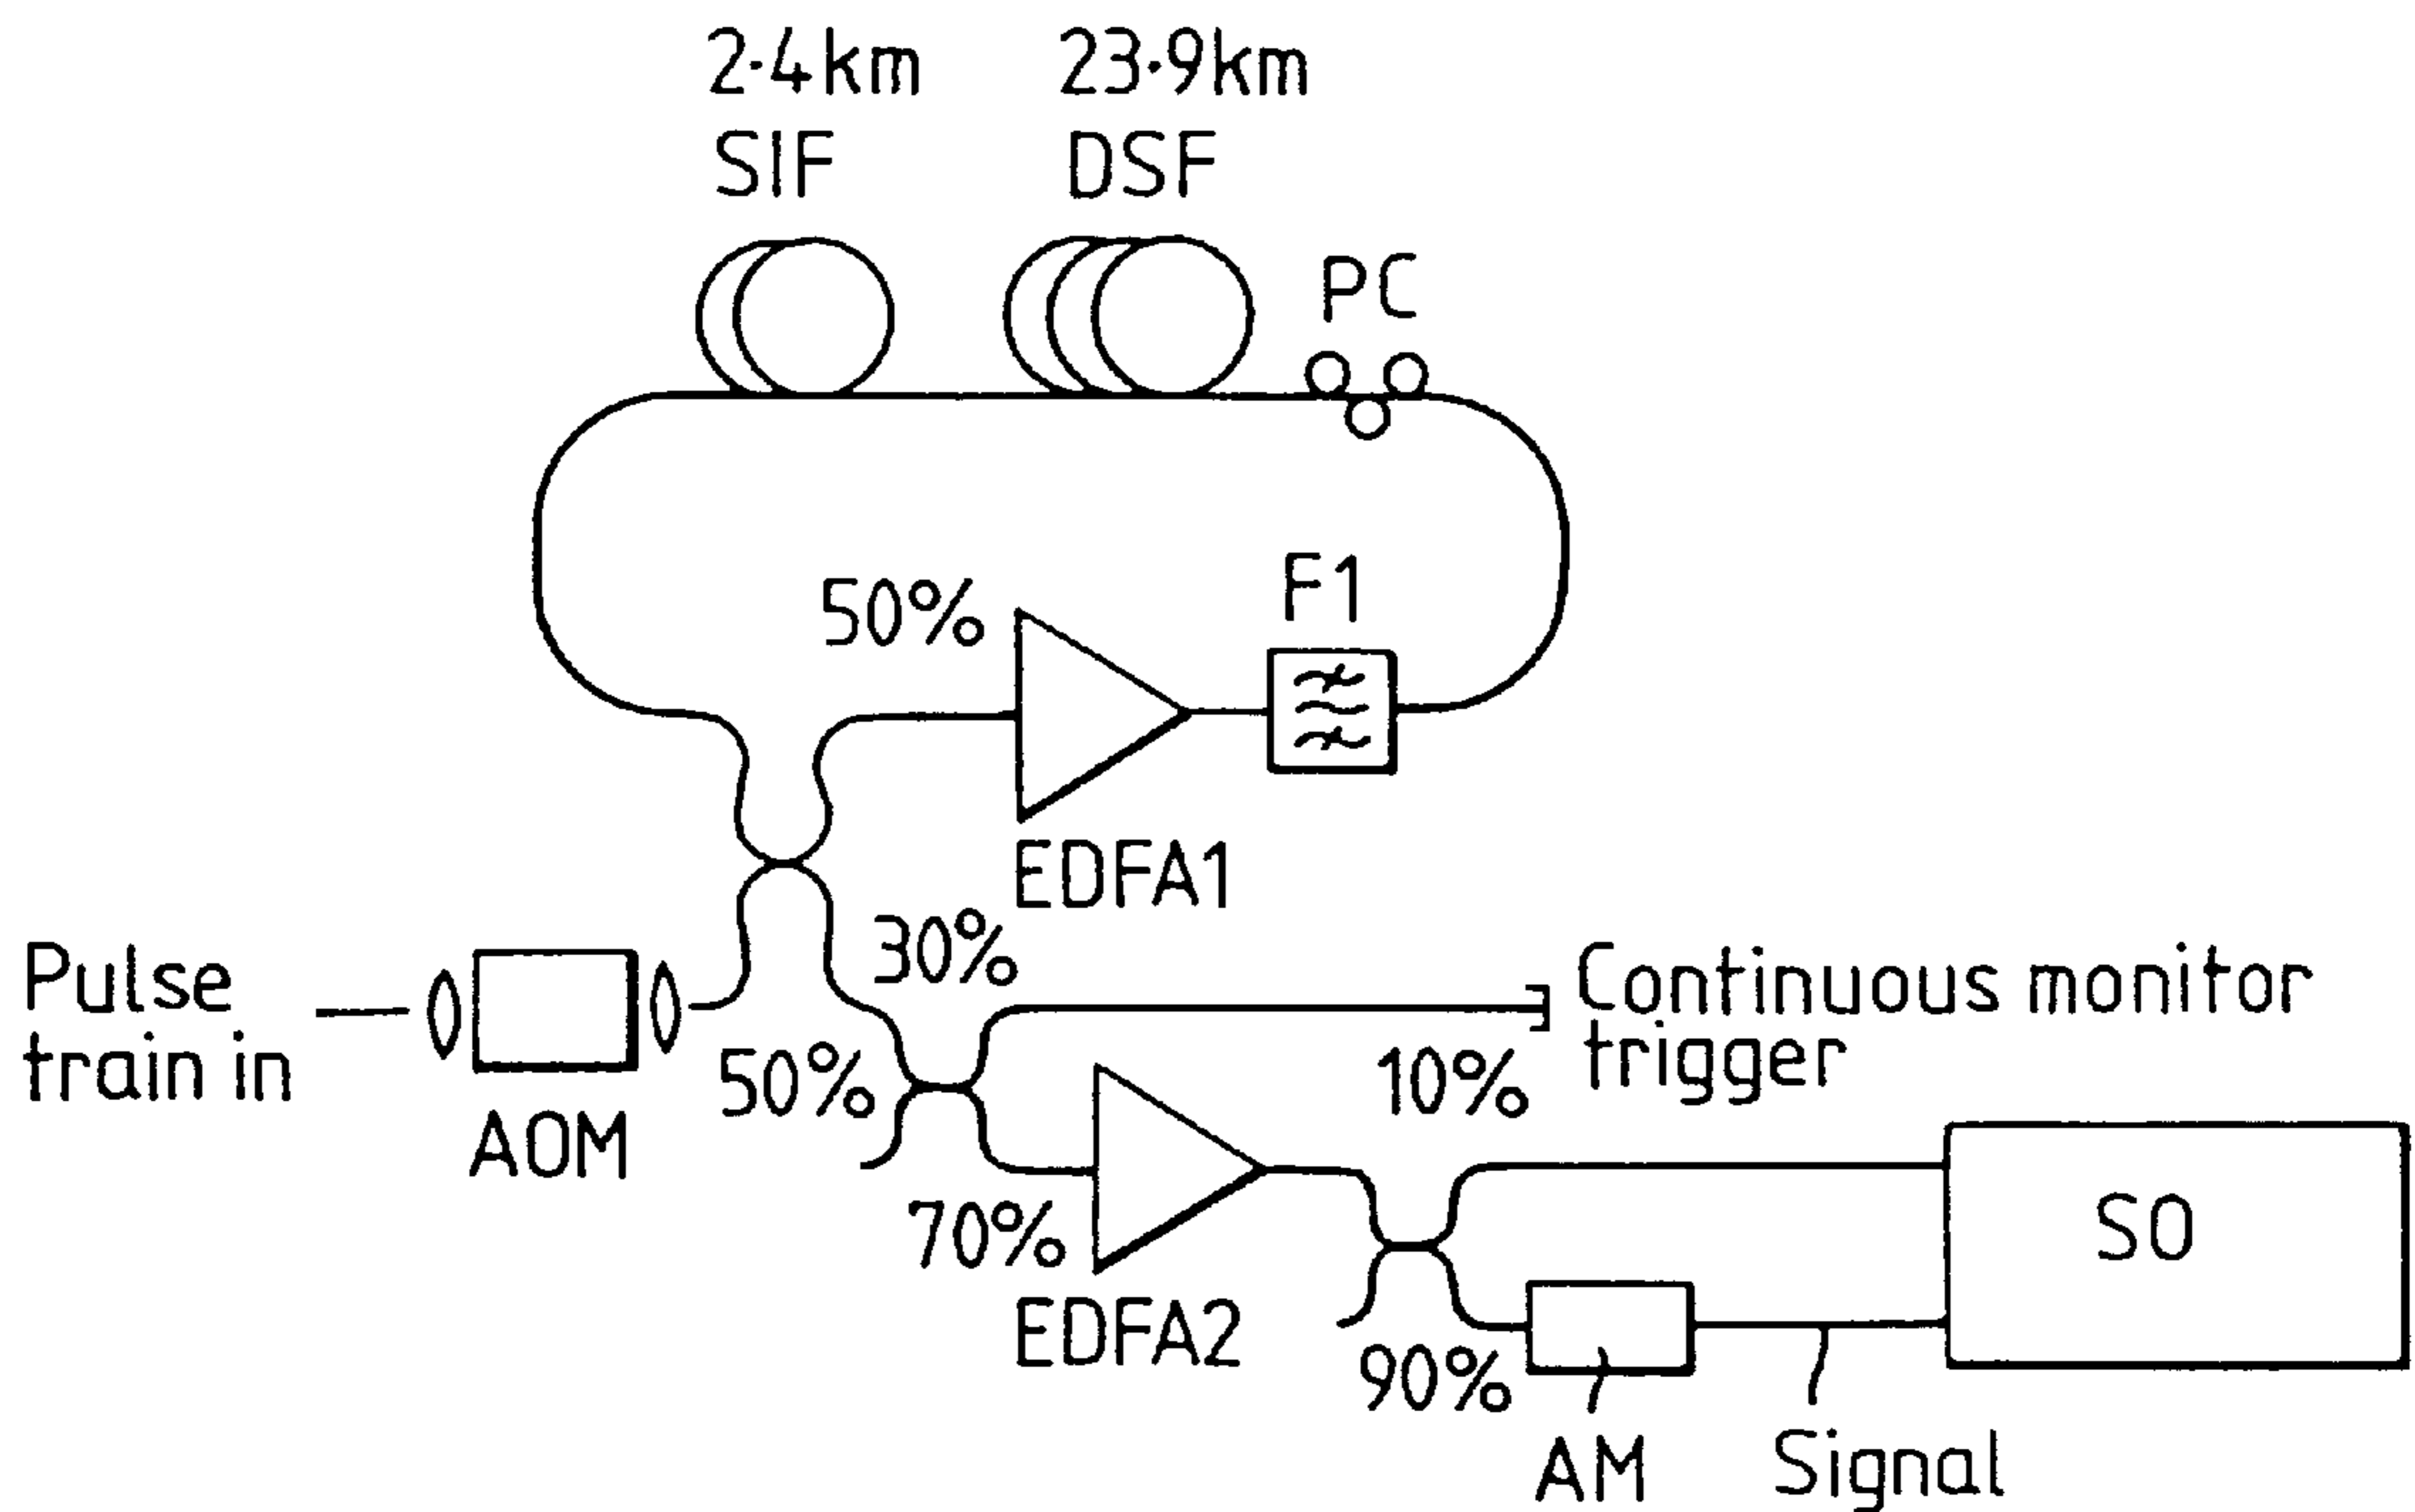 2·4km
SIF
23·9km
DSF
PC
50%
F1
EDFA1
30%
Pulse
train in
AOM
50%
Continuous monitor
trigger
10%
70%
EDFA2
SO
90%
AM
Signal